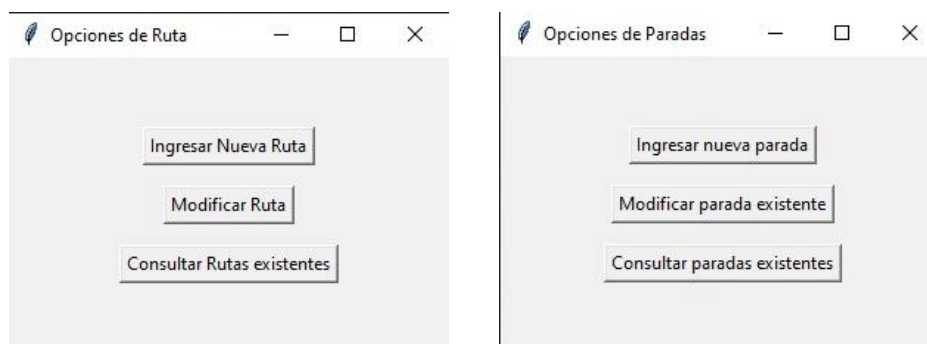 Opciones de Ruta
Ingresar Nueva Ruta
Modificar Ruta
Consultar Rutas existentes
Opciones de Paradas
Ingresar nueva parada
Modificar parada existente
Consultar paradas existentes